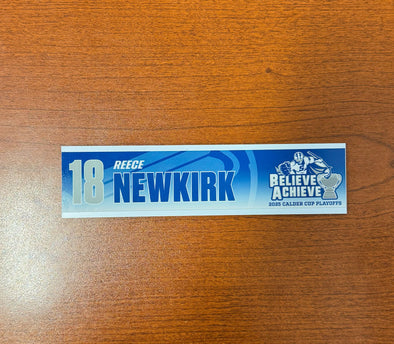 18
REECE
NEWKIRK
BELIEVE
ACHIEVE
2025 CALDER CUP PLAYOFFS